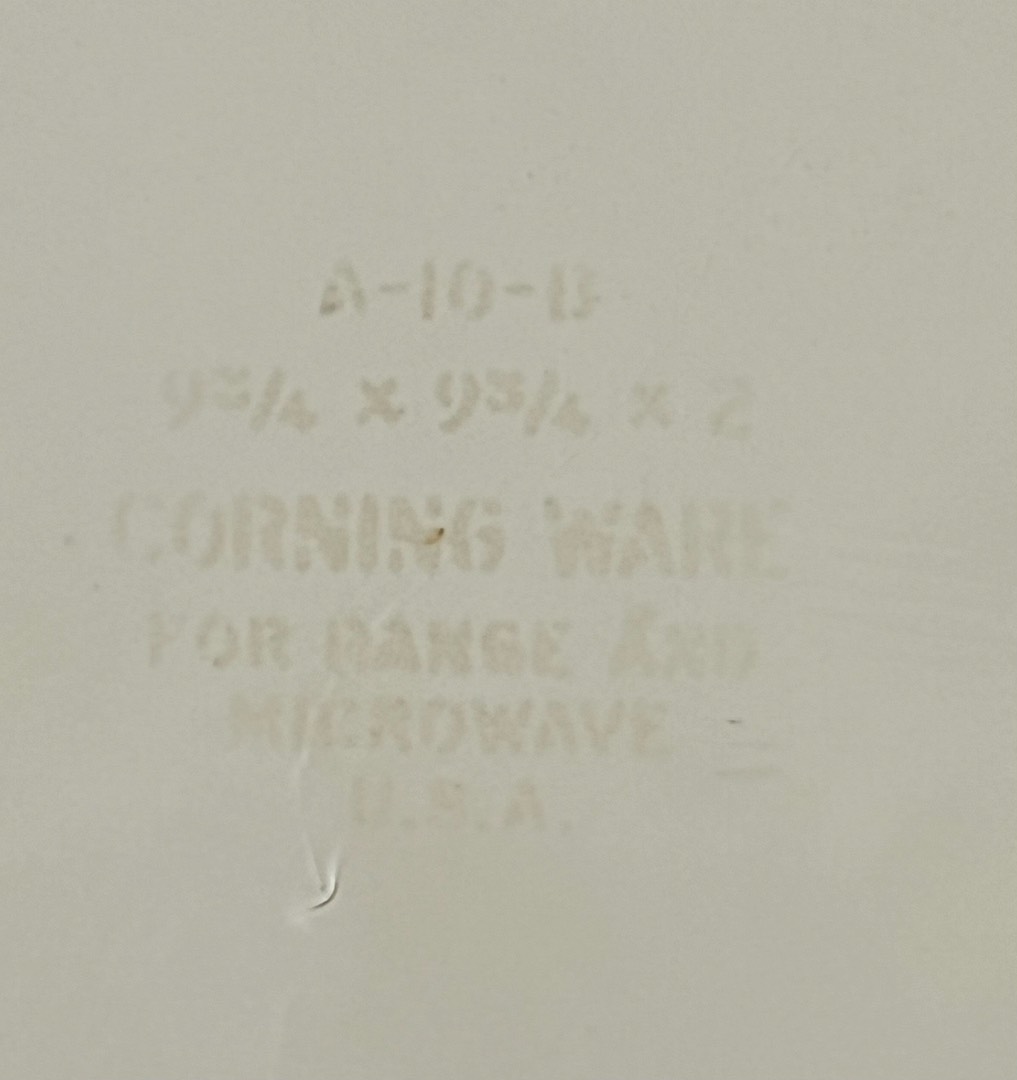 A-10-B
9¾ x 9¾ x 2
CORNING WARE
FOR RANGE AND
MICROWAVE
U.S.A.